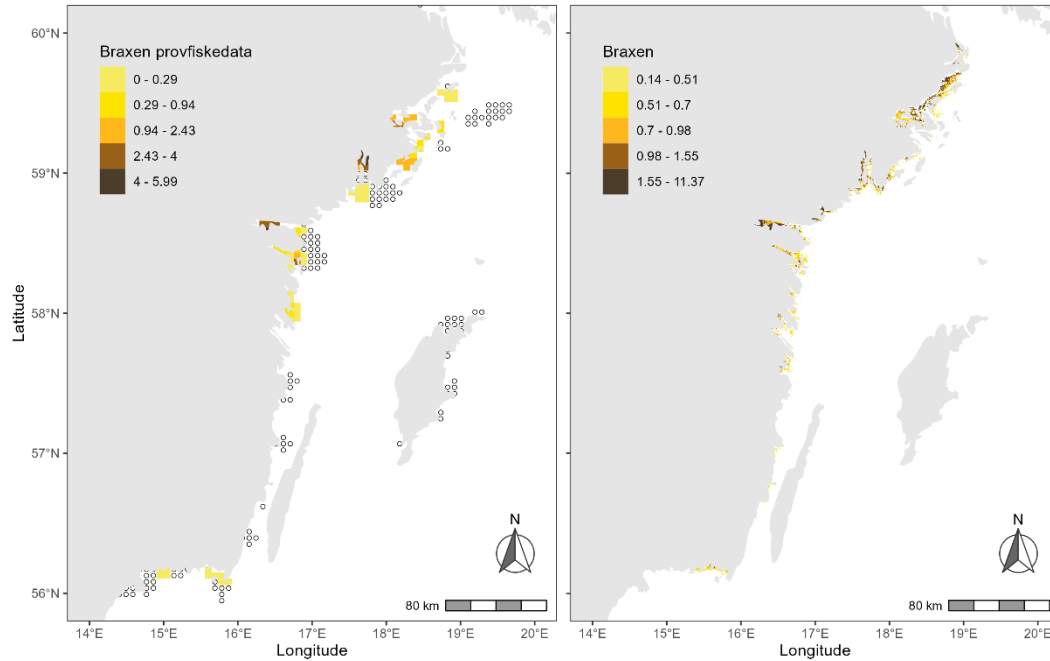 Braxen provfiskedata
0 - 0.29
0.29 - 0.94
0.94 - 2.43
2.43 - 4
4 - 5.99
Braxen
0.14 - 0.51
0.51 - 0.7
0.7 - 0.98
0.98 - 1.55
1.55 - 11.37
60°N
59°N
58°N
57°N
56°N
Latitude
N
80 km
N
80 km
14°E 15°E 16°E 17°E 18°E 19°E 20°E
14°E 15°E 16°E 17°E 18°E 19°E 20°E
Longitude
Longitude